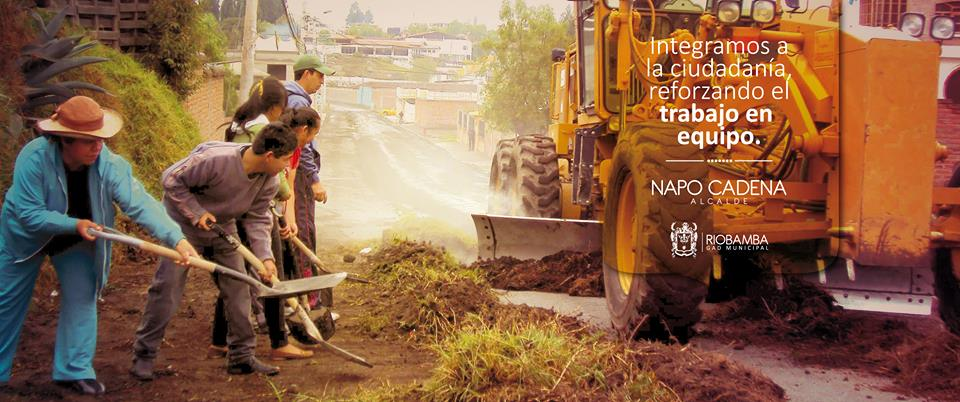 Integramos a
la ciudadanía,
reforzando el
trabajo en
equipo.
NAPO CADENA
ALCALDE
RIOBAMBA
GAD MUNICIPAL